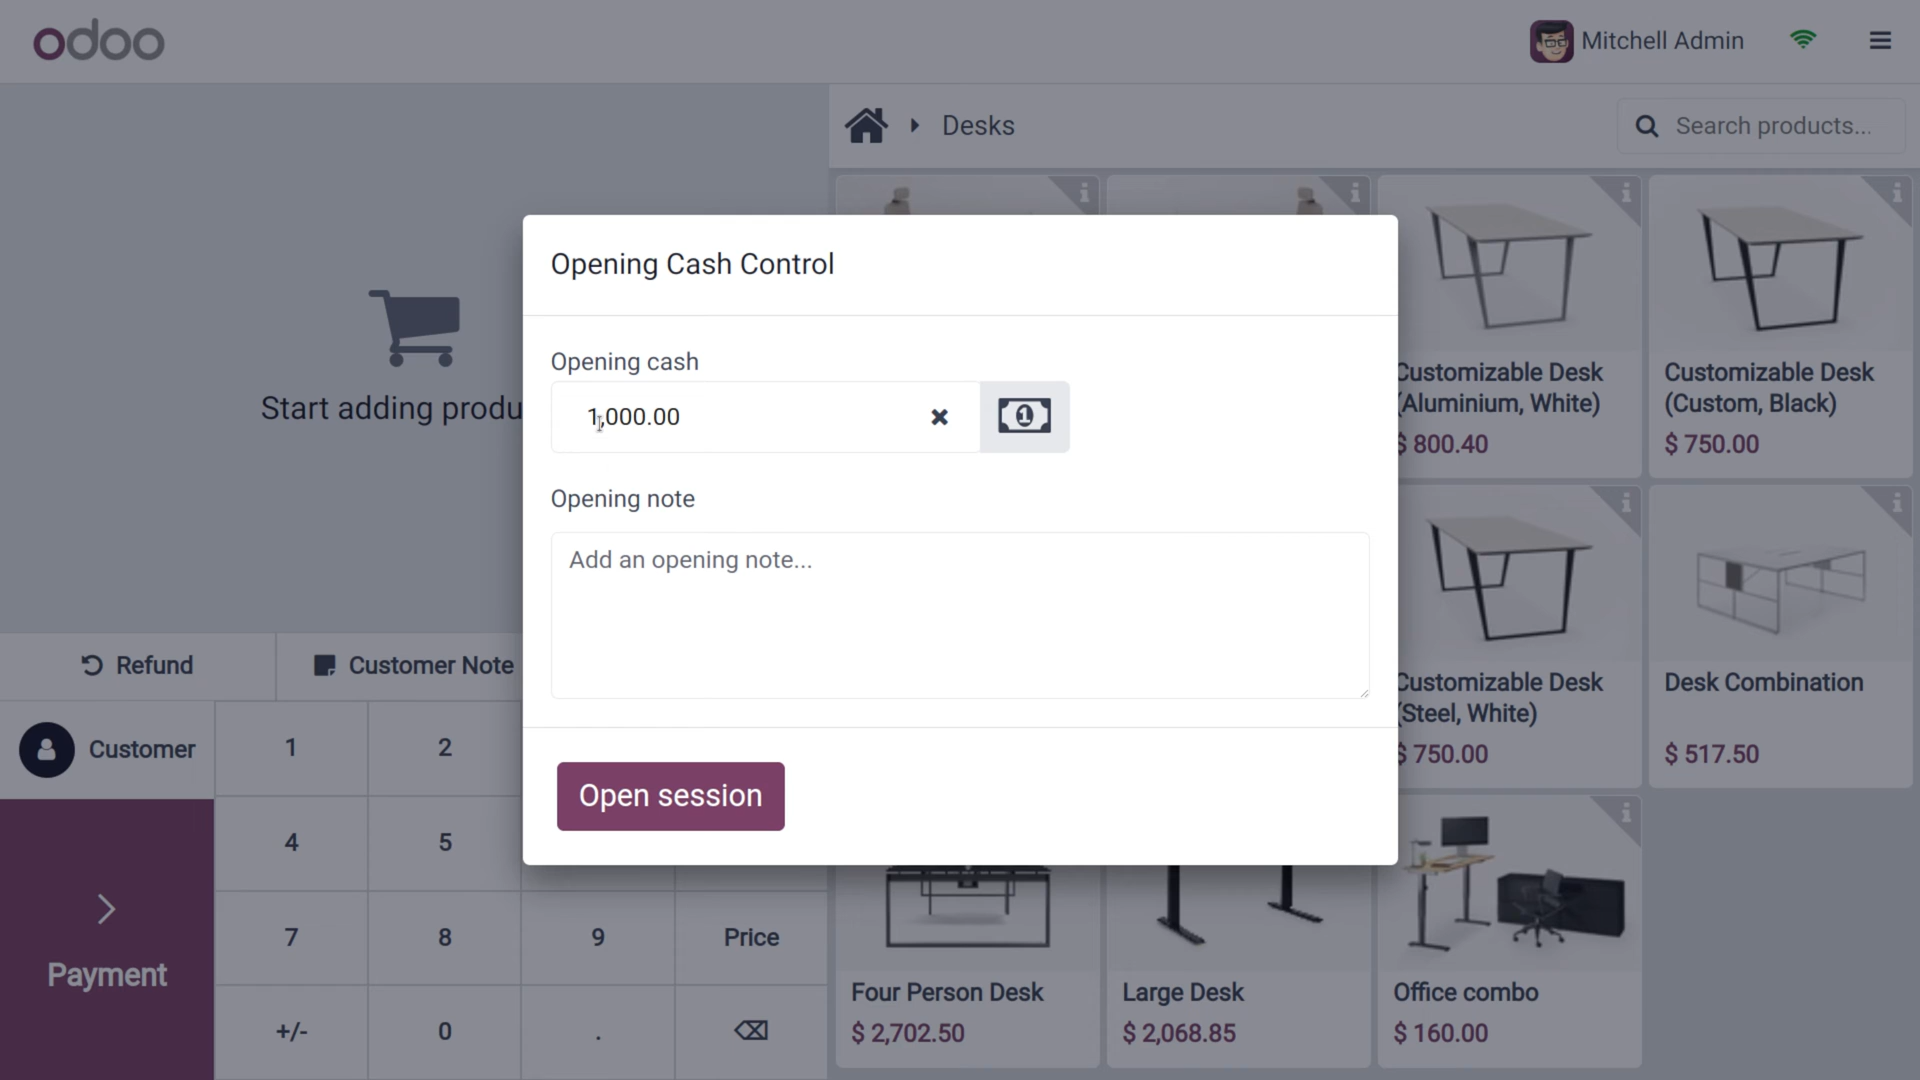 odoo
Mitchell Admin
Desks
Search products...
Start adding produ
Opening Cash Control
Opening cash
1,000.00
Opening note
Add an opening note...
Open session
Customizable Desk
(Aluminium, White)
$ 800.40
Customizable Desk
(Custom, Black)
$ 750.00
Customizable Desk
(Steel, White)
$ 750.00
Desk Combination
$ 517.50
Four Person Desk
$ 2,702.50
Large Desk
$ 2,068.85
Office combo
$ 160.00
Refund
Customer Note
Customer
1
2
4
5
7
8
9
Price
+/-
0
.
Payment